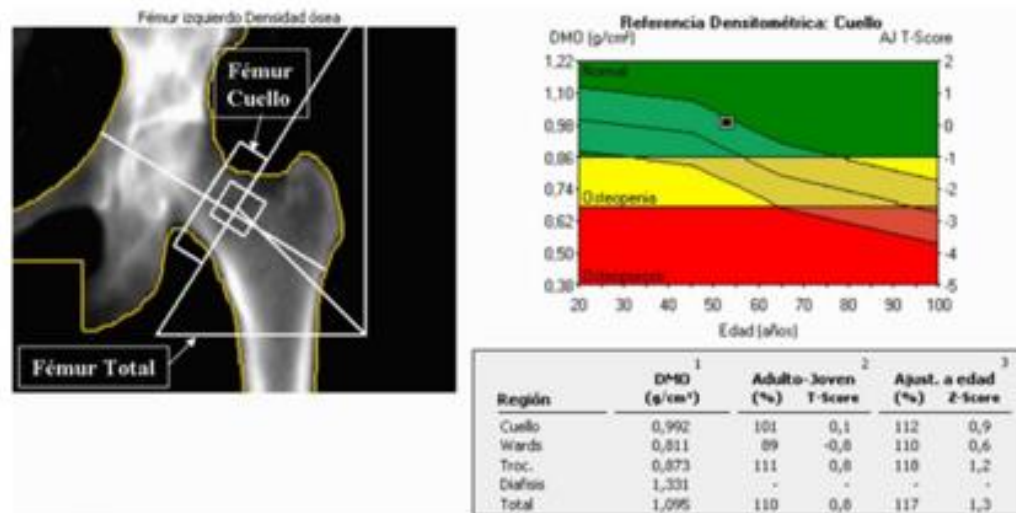 Fémur izquierdo Densidad ósea
Fémur
Cuello
Fémur Total
Referencia Densitométrica: Cuello
DMO (g/cm²) AJ T-Score
1,22 2
1,10 1
0,98 0
0,86 -1
0,74 -2
0,62 -3
0,50 -4
0,38 -5
Normal
Osteopenia
Osteoporosis
20 30 40 50 60 70 80 90 100
Edad (años)
1 2 3
DMO Adulto-Joven Ajust. a edad
Región (g/cm²) (%) T-Score (%) Z-Score
Cuello 0,992 101 0,1 112 0,9
Wards 0,811 89 -0,8 110 0,6
Troc. 0,873 111 0,8 118 1,2
Diafisis 1,331 - - - -
Total 1,095 110 0,8 117 1,3